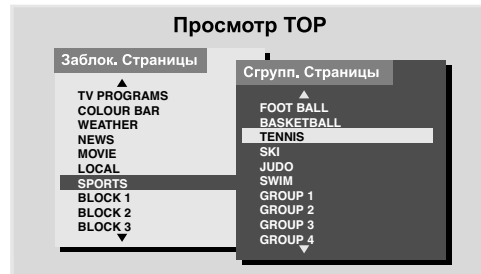 Просмотр TOP
Заблок. Страницы
TV PROGRAMS
COLOUR BAR
WEATHER
NEWS
MOVIE
LOCAL
SPORTS
BLOCK 1
BLOCK 2
BLOCK 3
Сгрупп. Страницы
FOOT BALL
BASKETBALL
TENNIS
SKI
JUDO
SWIM
GROUP 1
GROUP 2
GROUP 3
GROUP 4